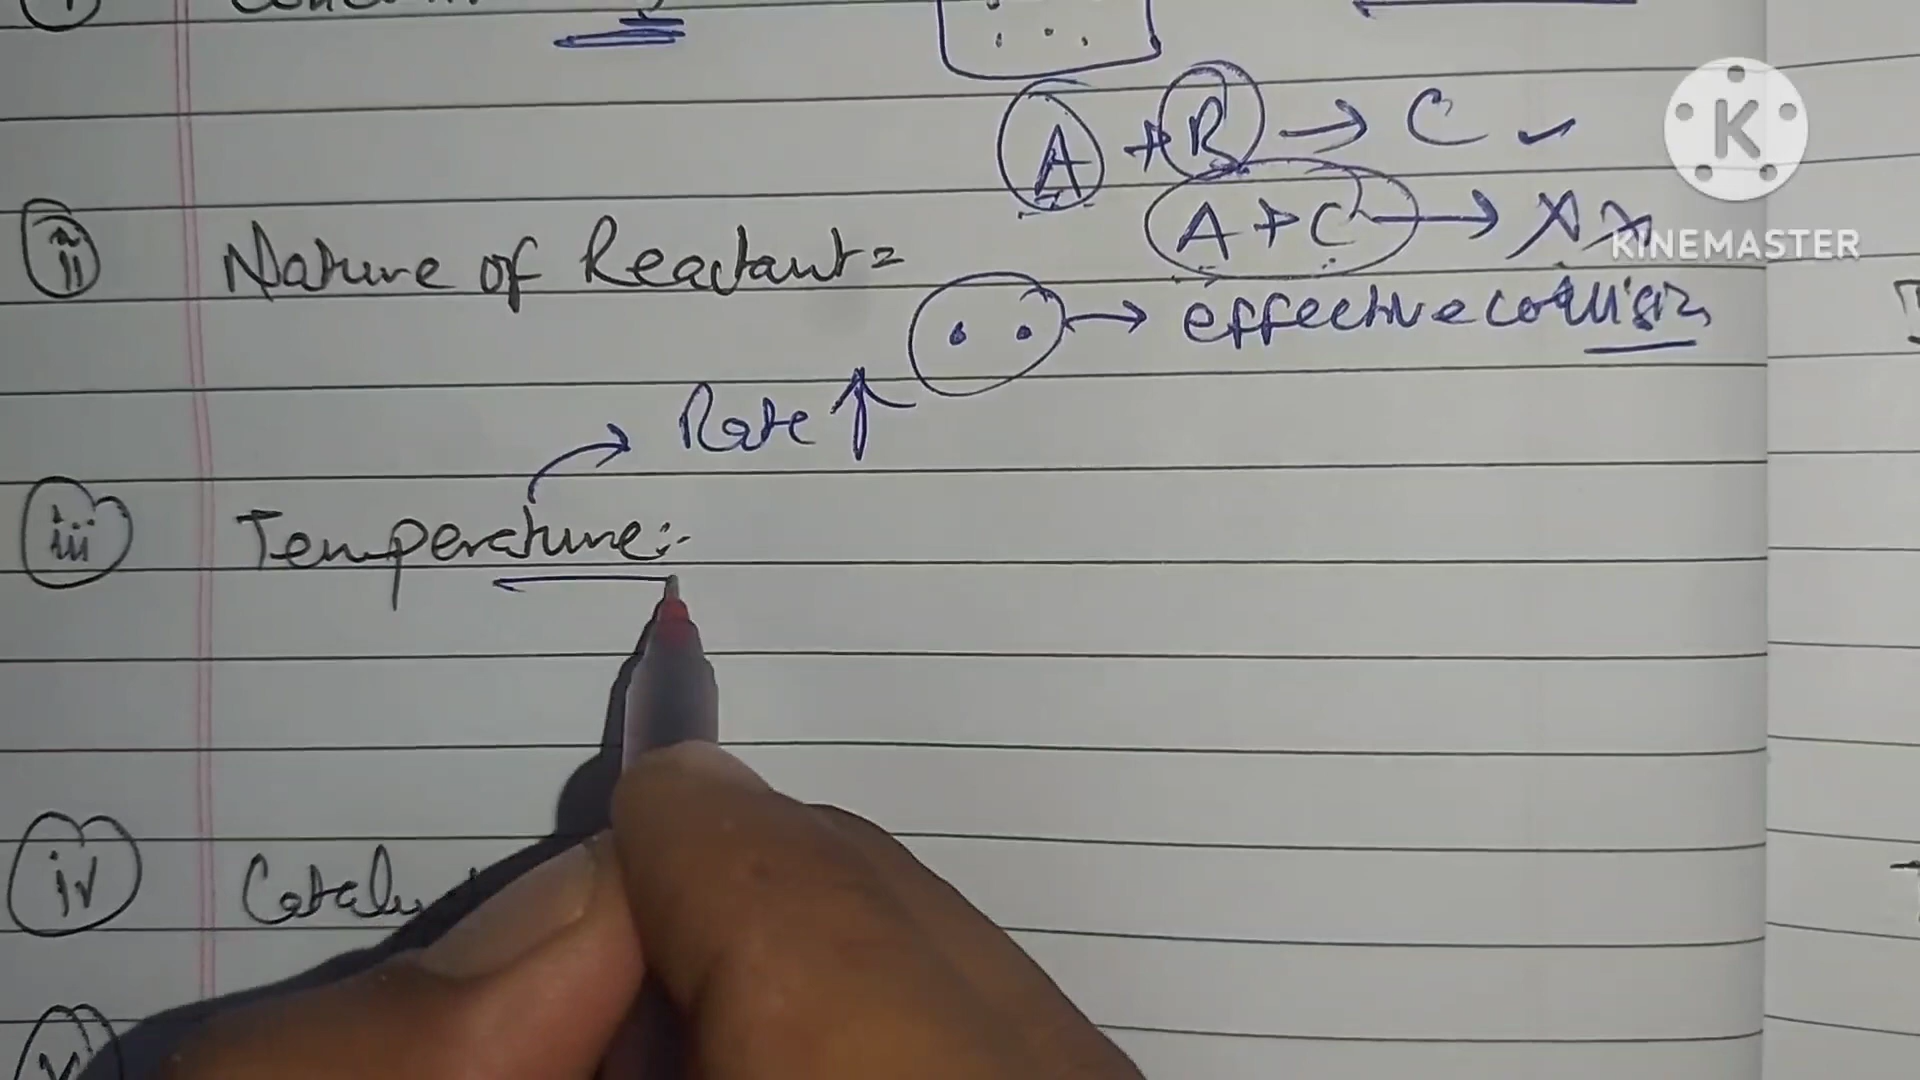 A + B → C ✓
ii Nature of Reactant =
A + C → X X
KINEMASTER
→ effective collision
→ Rate ↑
iii Temperature:-
iv
K